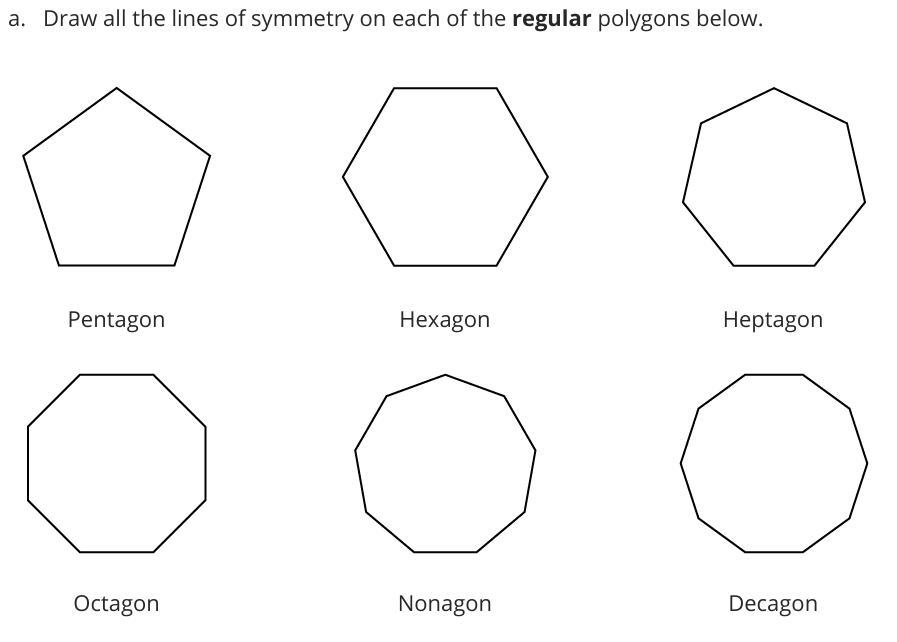 a. Draw all the lines of symmetry on each of the regular polygons below.
Pentagon
Hexagon
Heptagon
Octagon
Nonagon
Decagon